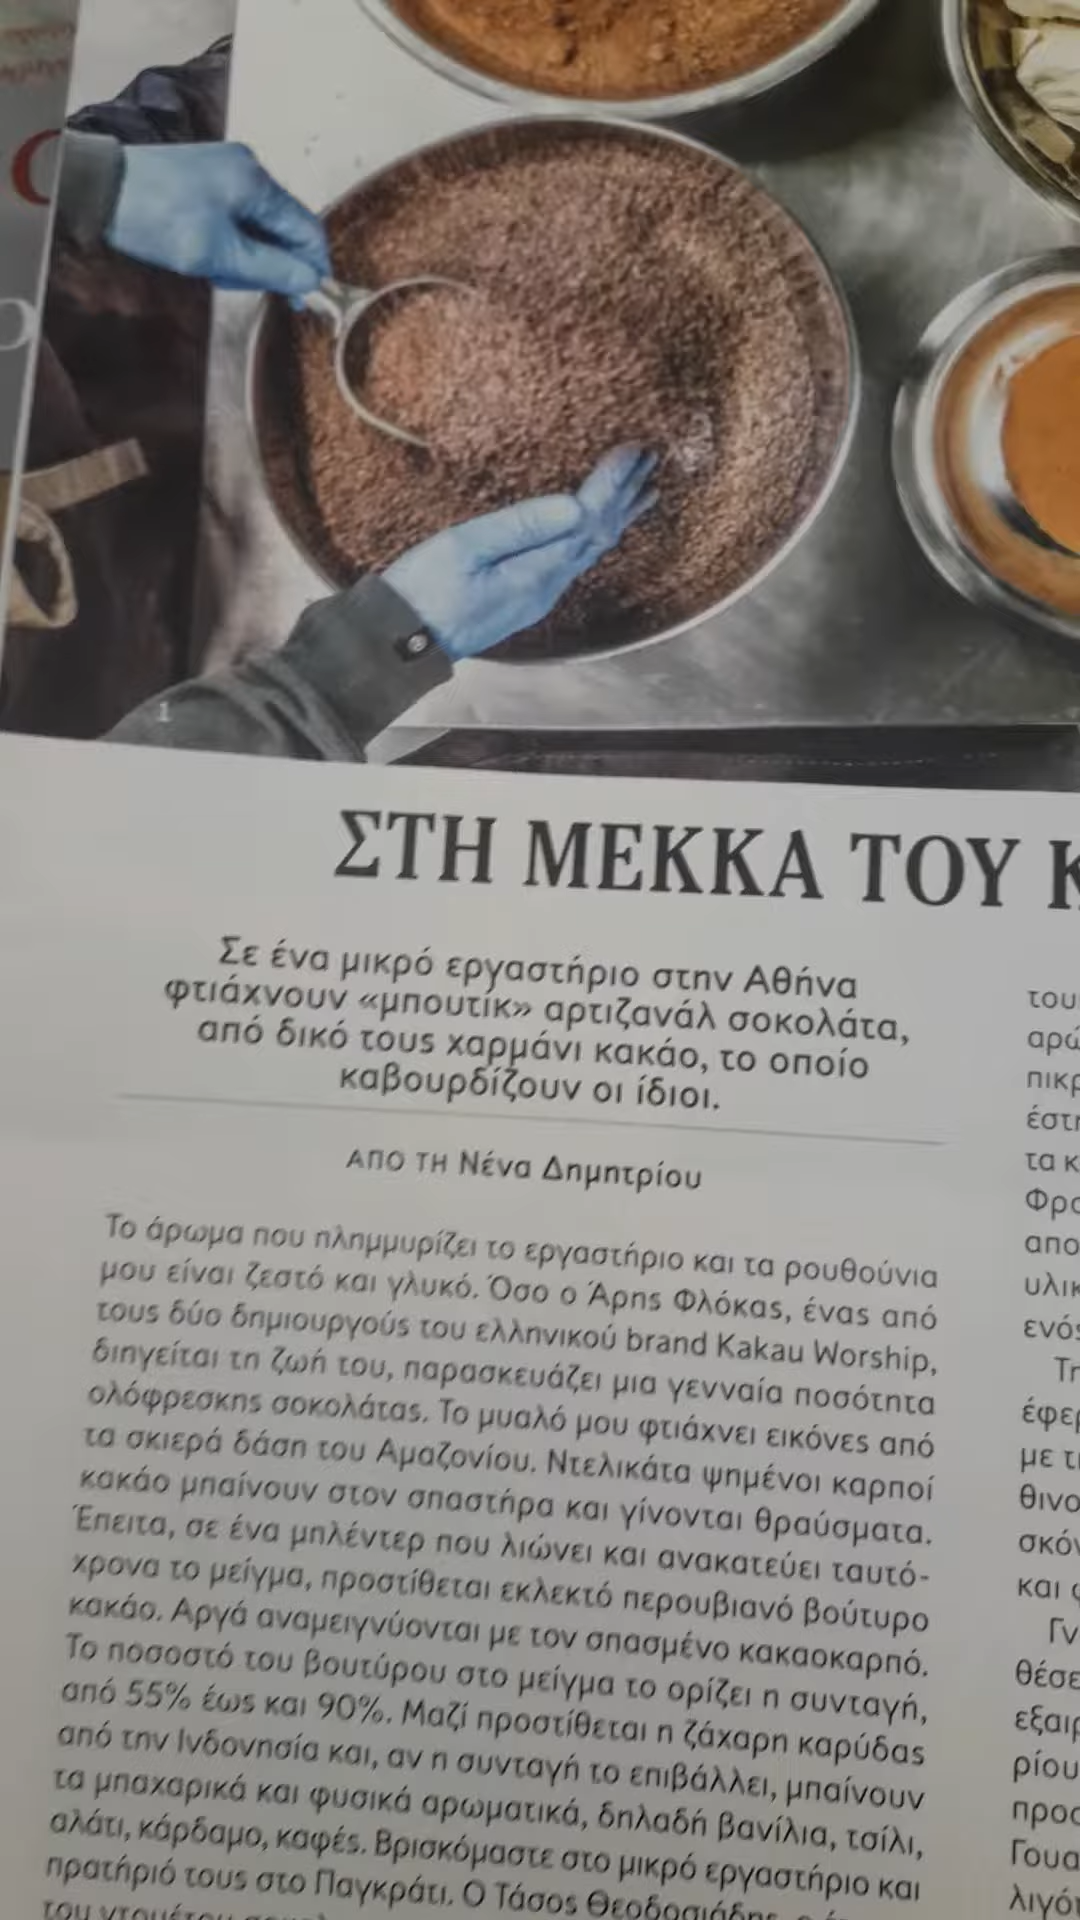 1
ΣΤΗ ΜΕΚΚΑ ΤΟΥ Κ
Σε ένα μικρό εργαστήριο στην Αθήνα
φτιάχνουν «μπουτίκ» αρτιζανάλ σοκολάτα,
από δικό τους χαρμάνι κακάο, το οποίο
καβουρδίζουν οι ίδιοι.
ΑΠΟ ΤΗ Νένα Δημητρίου
Το άρωμα που πλημμυρίζει το εργαστήριο και τα ρουθούνια
μου είναι ζεστό και γλυκό. Όσο ο Άρης Φλόκας, ένας από
τους δύο δημιουργούς του ελληνικού brand Kakau Worship,
διηγείται τη ζωή του, παρασκευάζει μια γενναία ποσότητα
ολόφρεσκης σοκολάτας. Το μυαλό μου φτιάχνει εικόνες από
τα σκιερά δάση του Αμαζονίου. Ντελικάτα ψημένοι καρποί
κακάο μπαίνουν στον σπαστήρα και γίνονται θραύσματα.
Έπειτα, σε ένα μπλέντερ που λιώνει και ανακατεύει ταυτό-
χρονα το μείγμα, προστίθεται εκλεκτό περουβιανό βούτυρο
κακάο. Αργά αναμειγνύονται με τον σπασμένο κακαοκαρπό.
Το ποσοστό του βουτύρου στο μείγμα το ορίζει η συνταγή,
από 55% έως και 90%. Μαζί προστίθεται η ζάχαρη καρύδας
από την Ινδονησία και, αν η συνταγή το επιβάλλει, μπαίνουν
τα μπαχαρικά και φυσικά αρωματικά, δηλαδή βανίλια, τσίλι,
αλάτι, κάρδαμο, καφές. Βρισκόμαστε στο μικρό εργαστήριο και
πρατήριό τους στο Παγκράτι. Ο Τάσος Θεοδοσιάδης
του
αρώ
πικρ
έστη
τα κ
Φρο
απο
υλικ
ενός
Τη
έφερ
με τ
θινο
σκόν
και
Γν
θέσε
εξαιρ
ρίου
προσ
Γουα
λιγότ